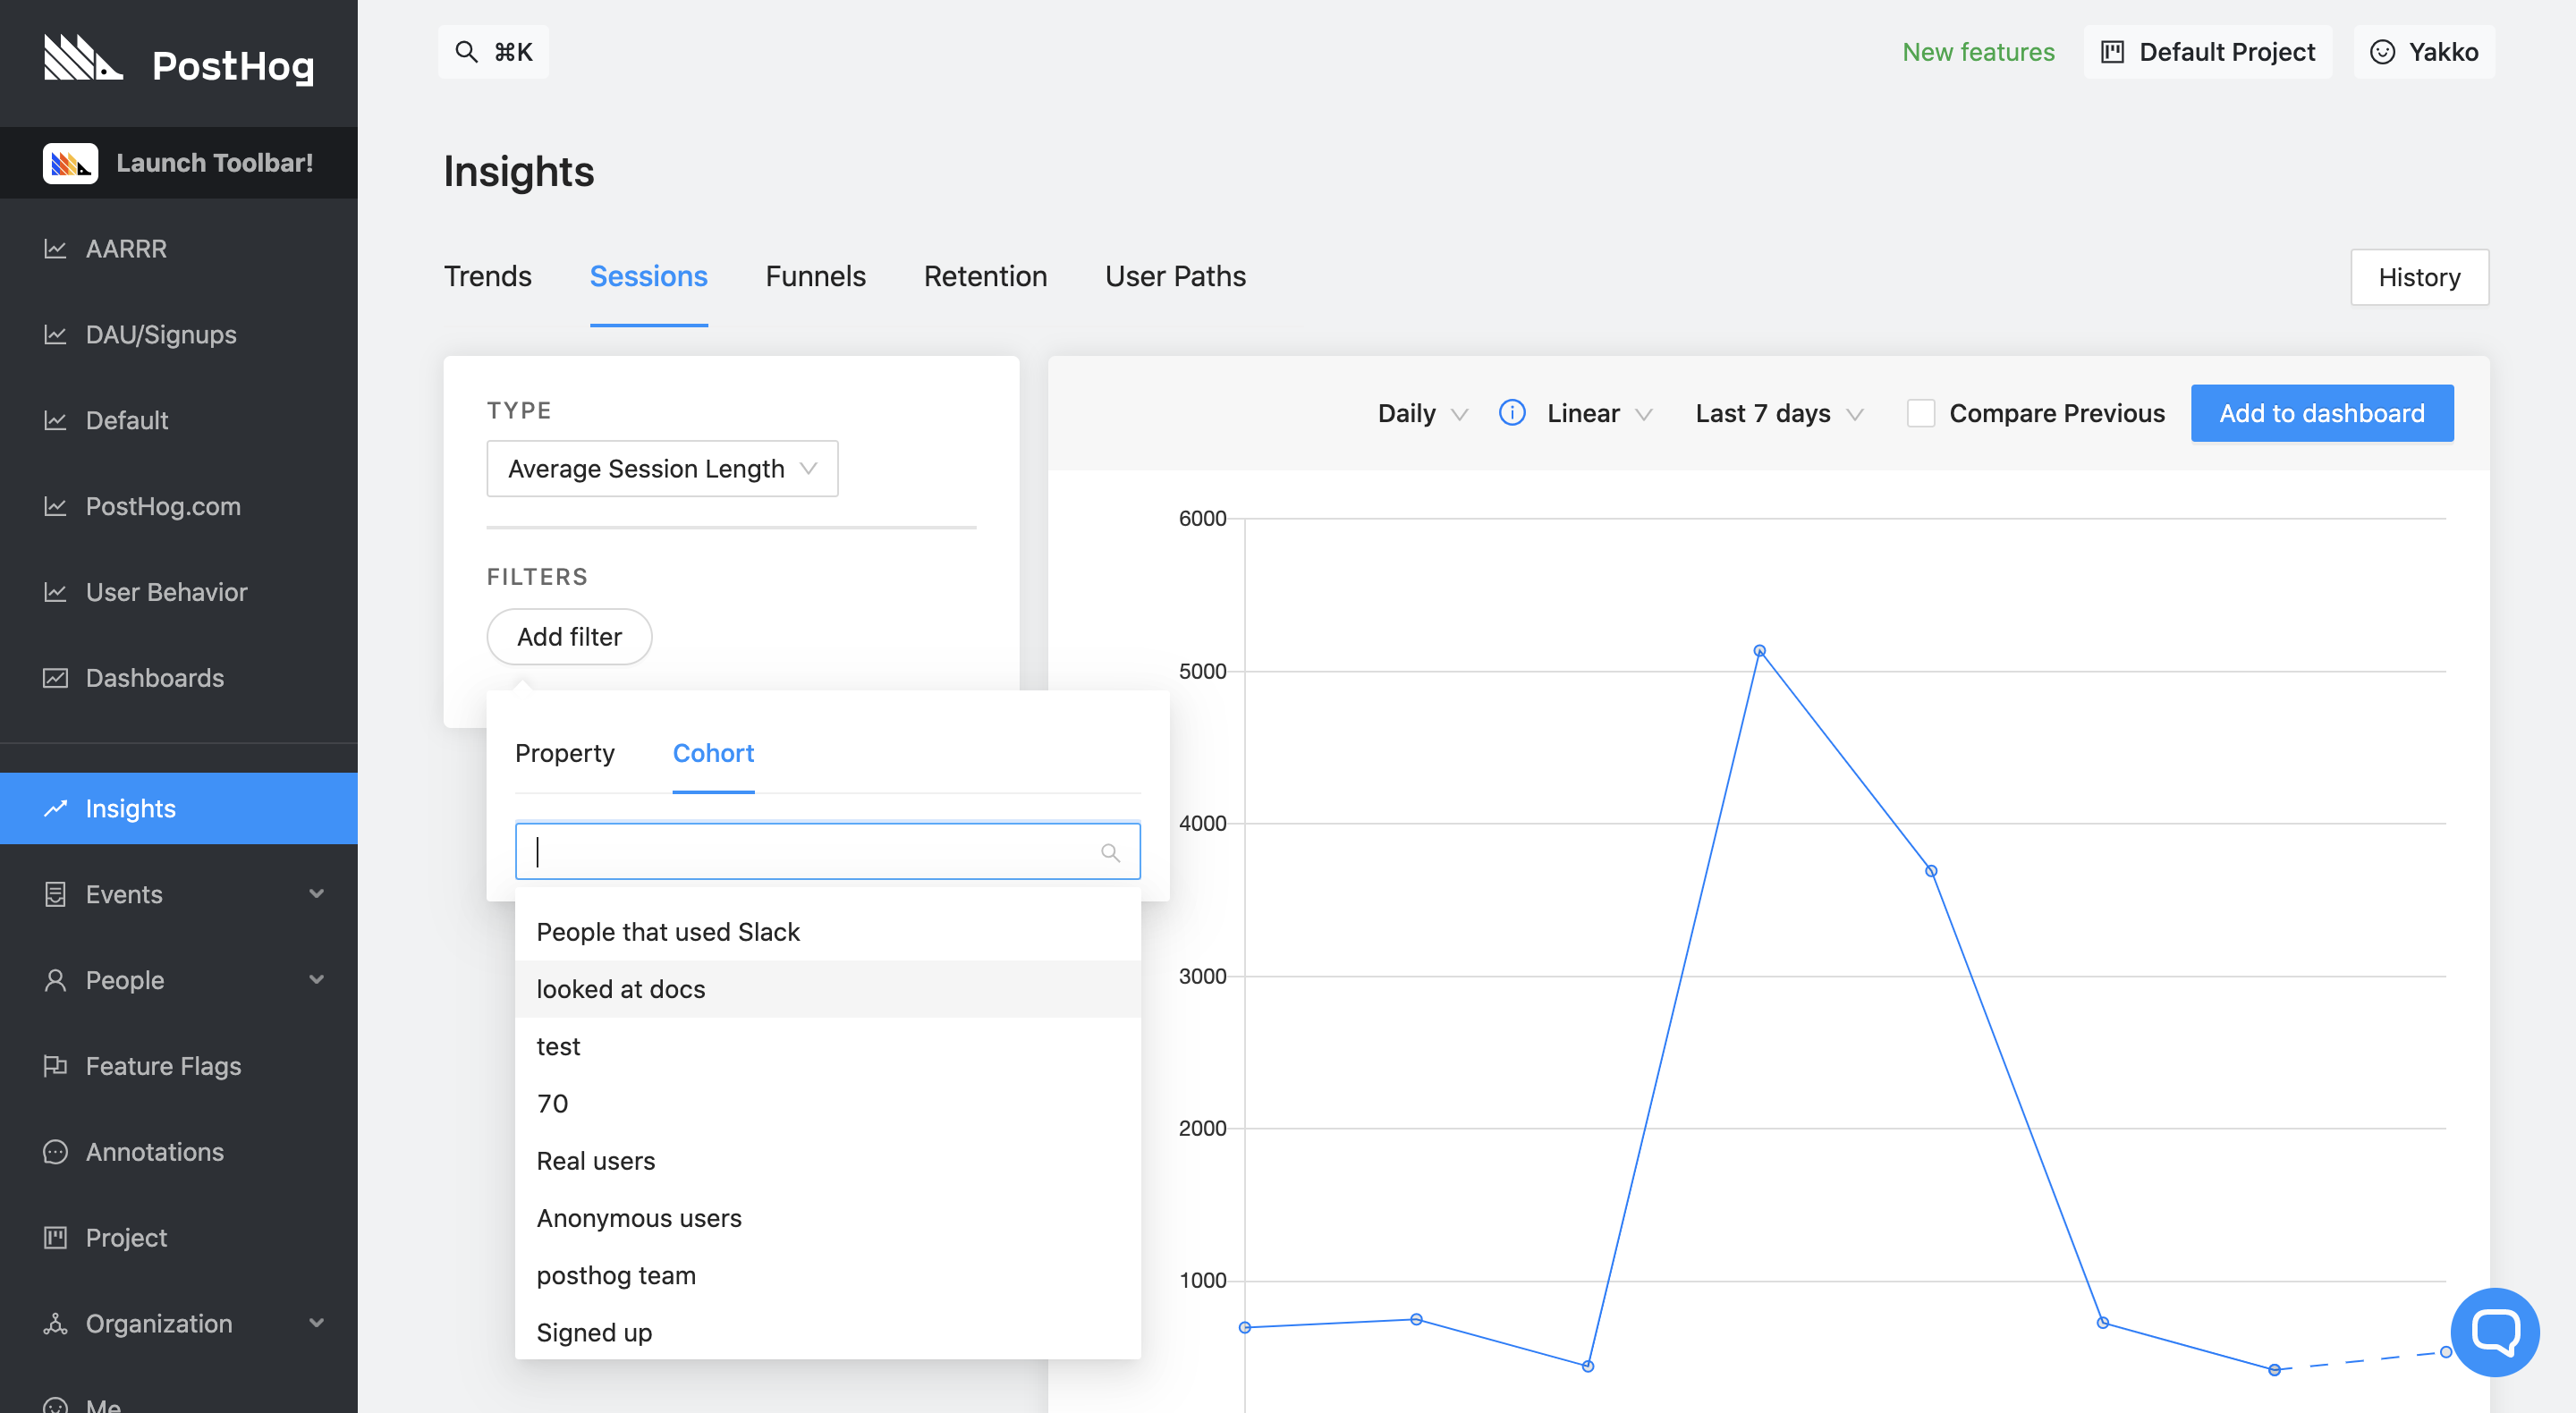 PostHog
Launch Toolbar!
AARRR
DAU/Signups
Default
PostHog.com
User Behavior
Dashboards
Insights
Events
People
Feature Flags
Annotations
Project
Organization
Me
⌘K
New features
Default Project
Yakko
Insights
Trends
Sessions
Funnels
Retention
User Paths
History
TYPE
Average Session Length
FILTERS
Add filter
Property
Cohort
People that used Slack
looked at docs
test
70
Real users
Anonymous users
posthog team
Signed up
Daily
Linear
Last 7 days
Compare Previous
Add to dashboard
6000
5000
4000
3000
2000
1000